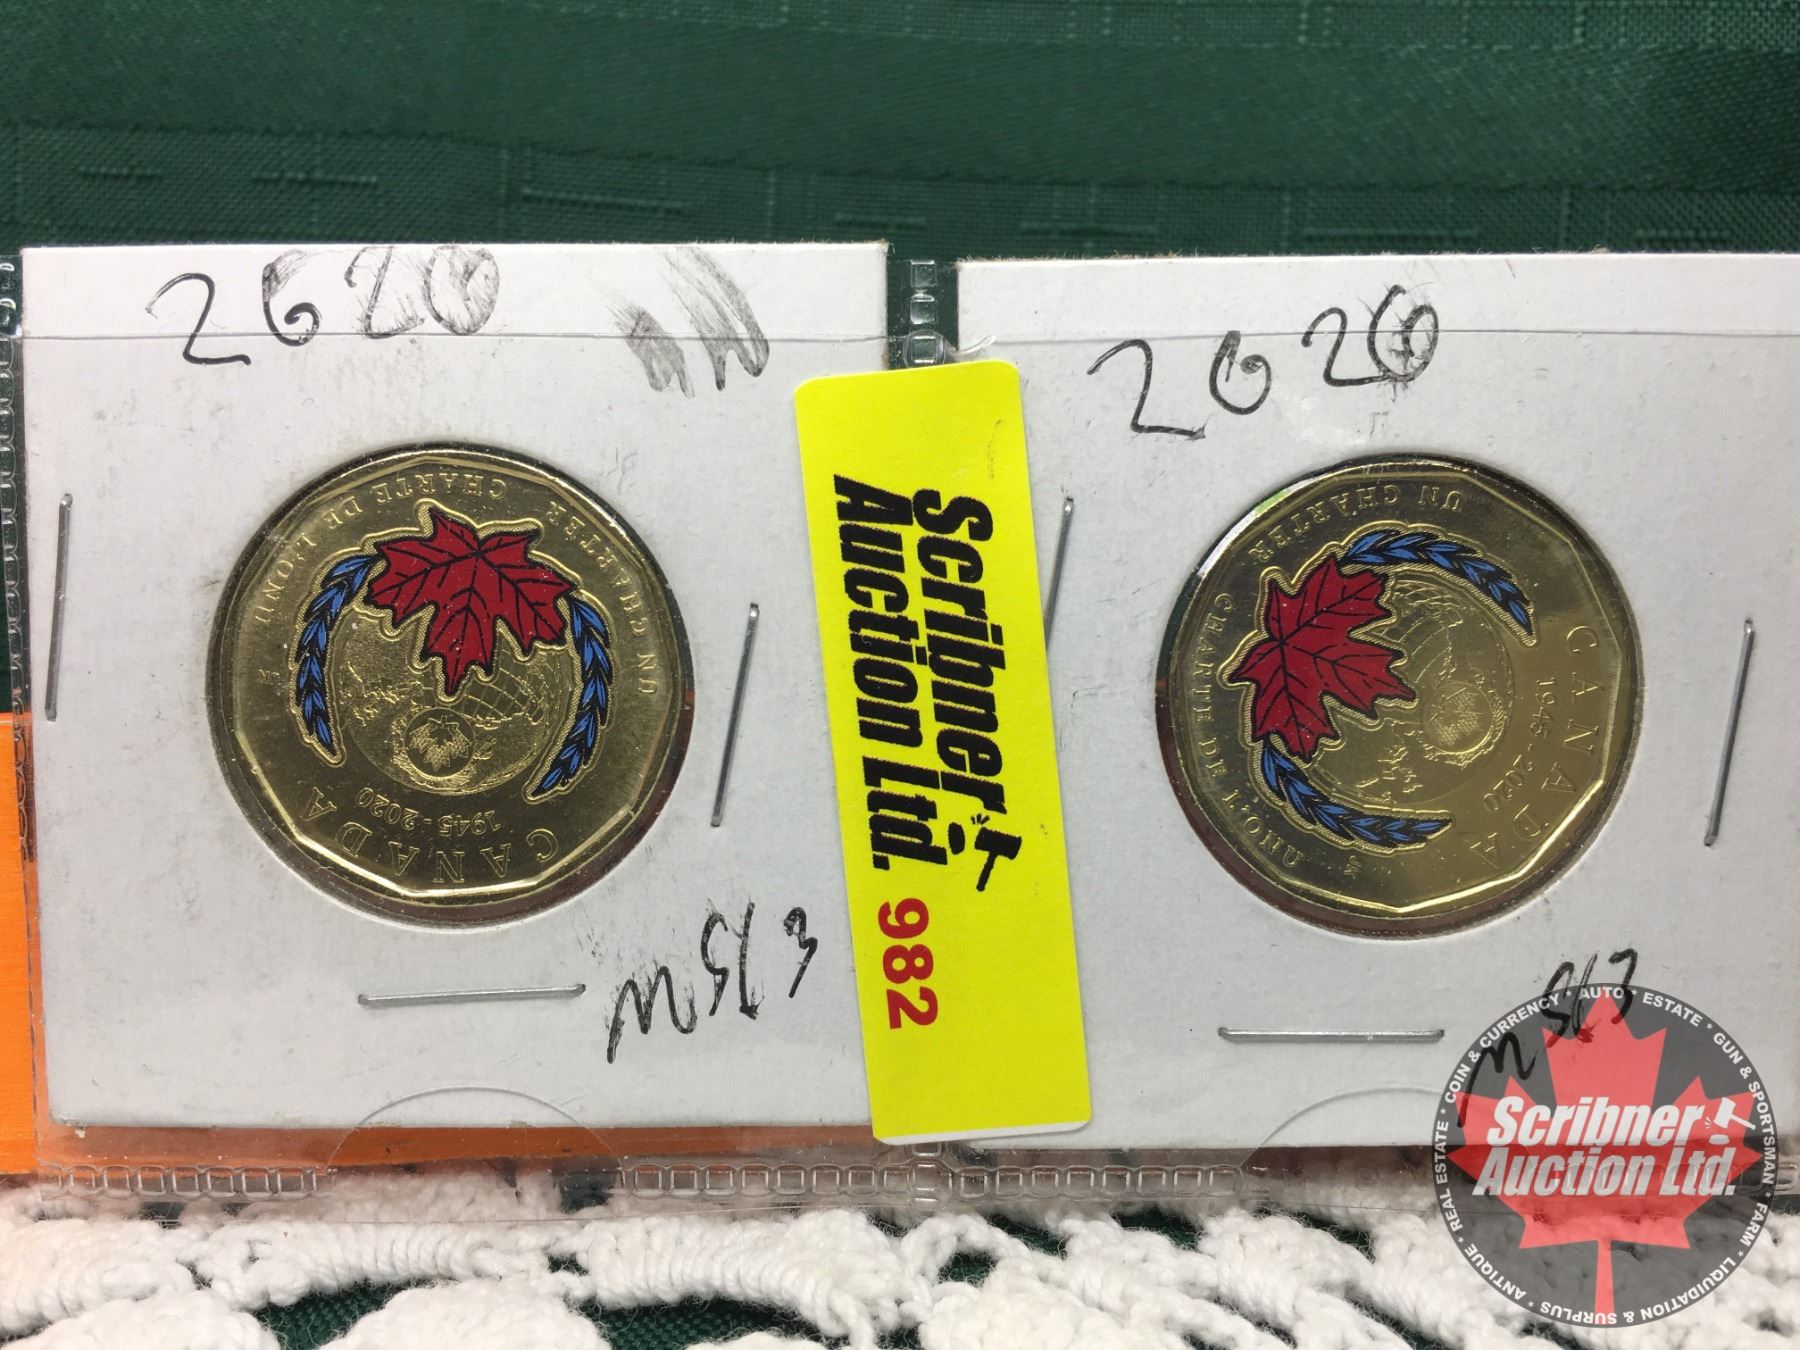 2020
2020
UN CHARTER CHARTE DE L'ONU
CANADA
1945-2020
Scribner
Auction Ltd. 982
UN CHARTER CHARTE DE L'ONU
CANADA
1945-2020
MS63
MS63
Scribner
Auction Ltd.
REAL ESTATE * COIN & CURRENCY * AUTO * ESTATE * GUN & SPORTSMAN * FARM * LIQUIDATION & SURPLUS * ANTIQUE *